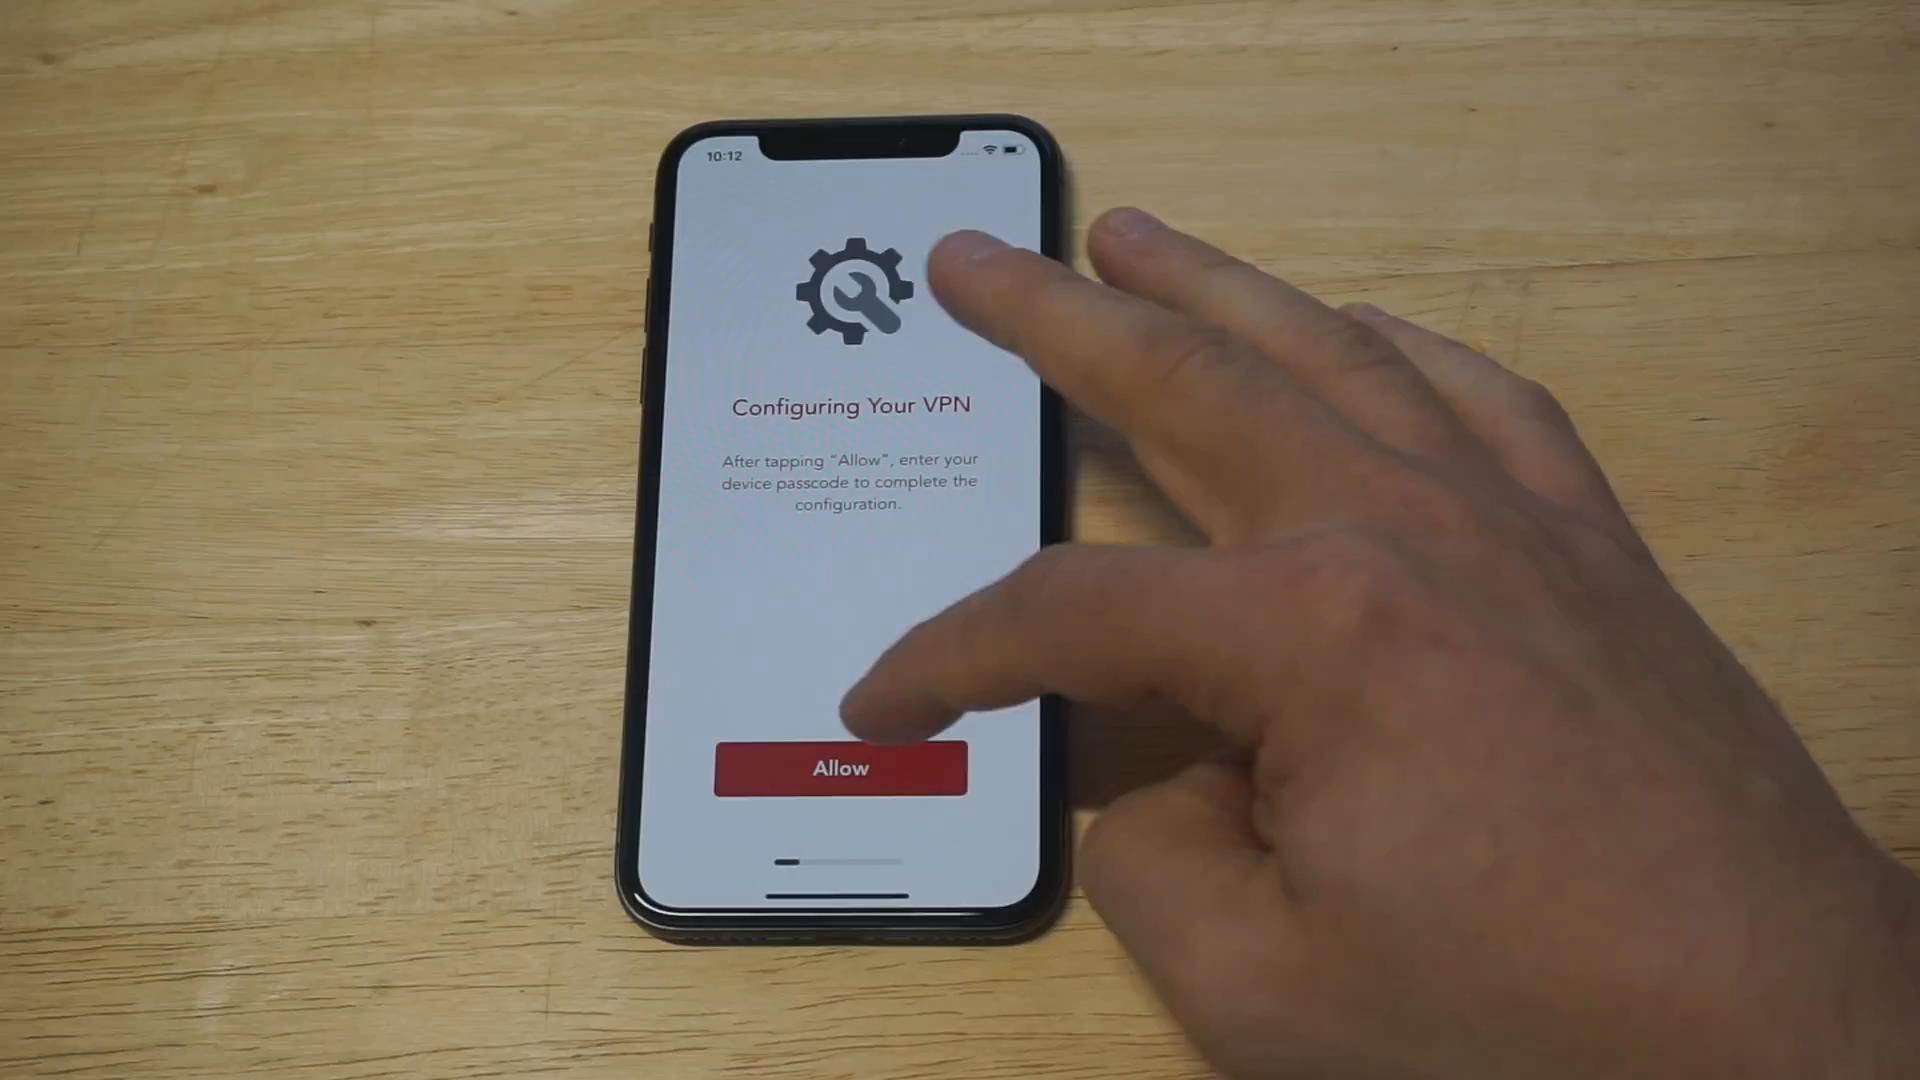 10:12
Configuring Your VPN
After tapping “Allow”, enter your
device passcode to complete the
configuration.
Allow